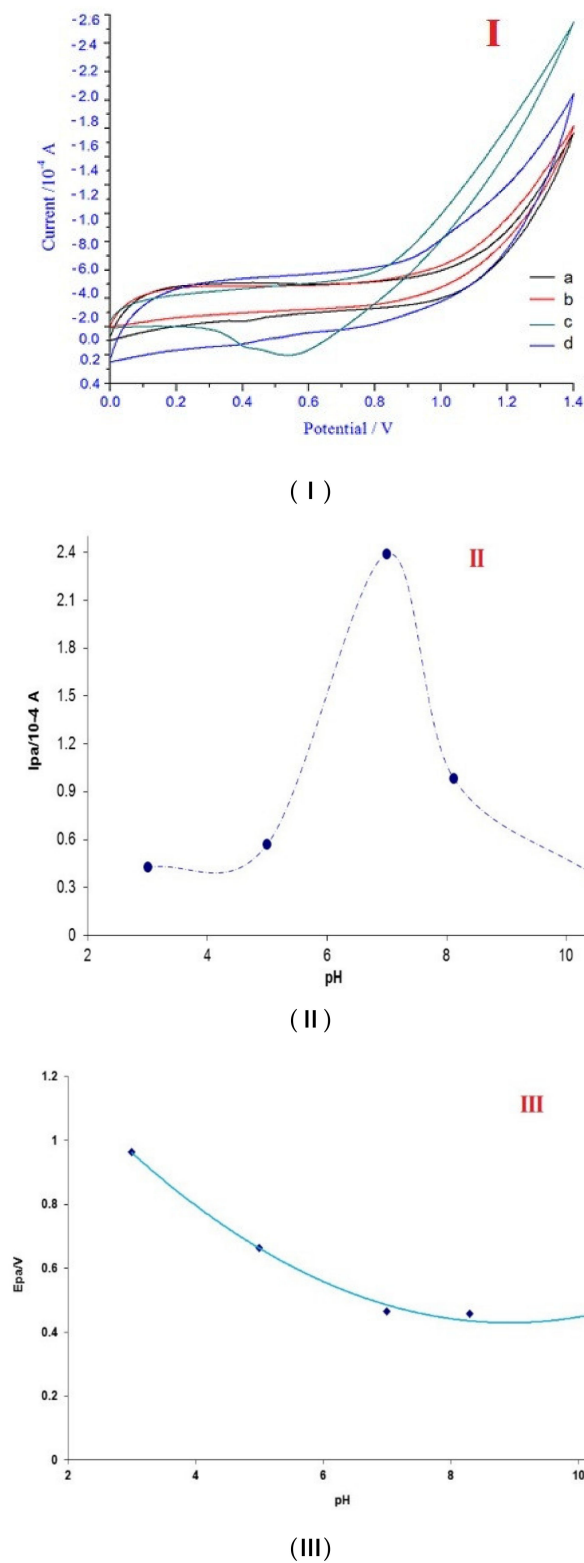 I
-2.6
-2.4
-2.2
-2.0
-1.8
-1.6
-1.4
-1.2
-1.0
-8.0
-6.0
-4.0
-2.0
0.0
0.2
0.4
Current /10⁻⁴ A
a
b
c
d
0.0 0.2 0.4 0.6 0.8 1.0 1.2 1.4
Potential / V
( I )
II
2.4
2.1
1.8
1.5
1.2
0.9
0.6
0.3
0
Ipa/10-4 A
2 4 6 8 10
pH
( II )
III
1.2
1
0.8
0.6
0.4
0.2
0
Epa/V
2 4 6 8 10
pH
(III)